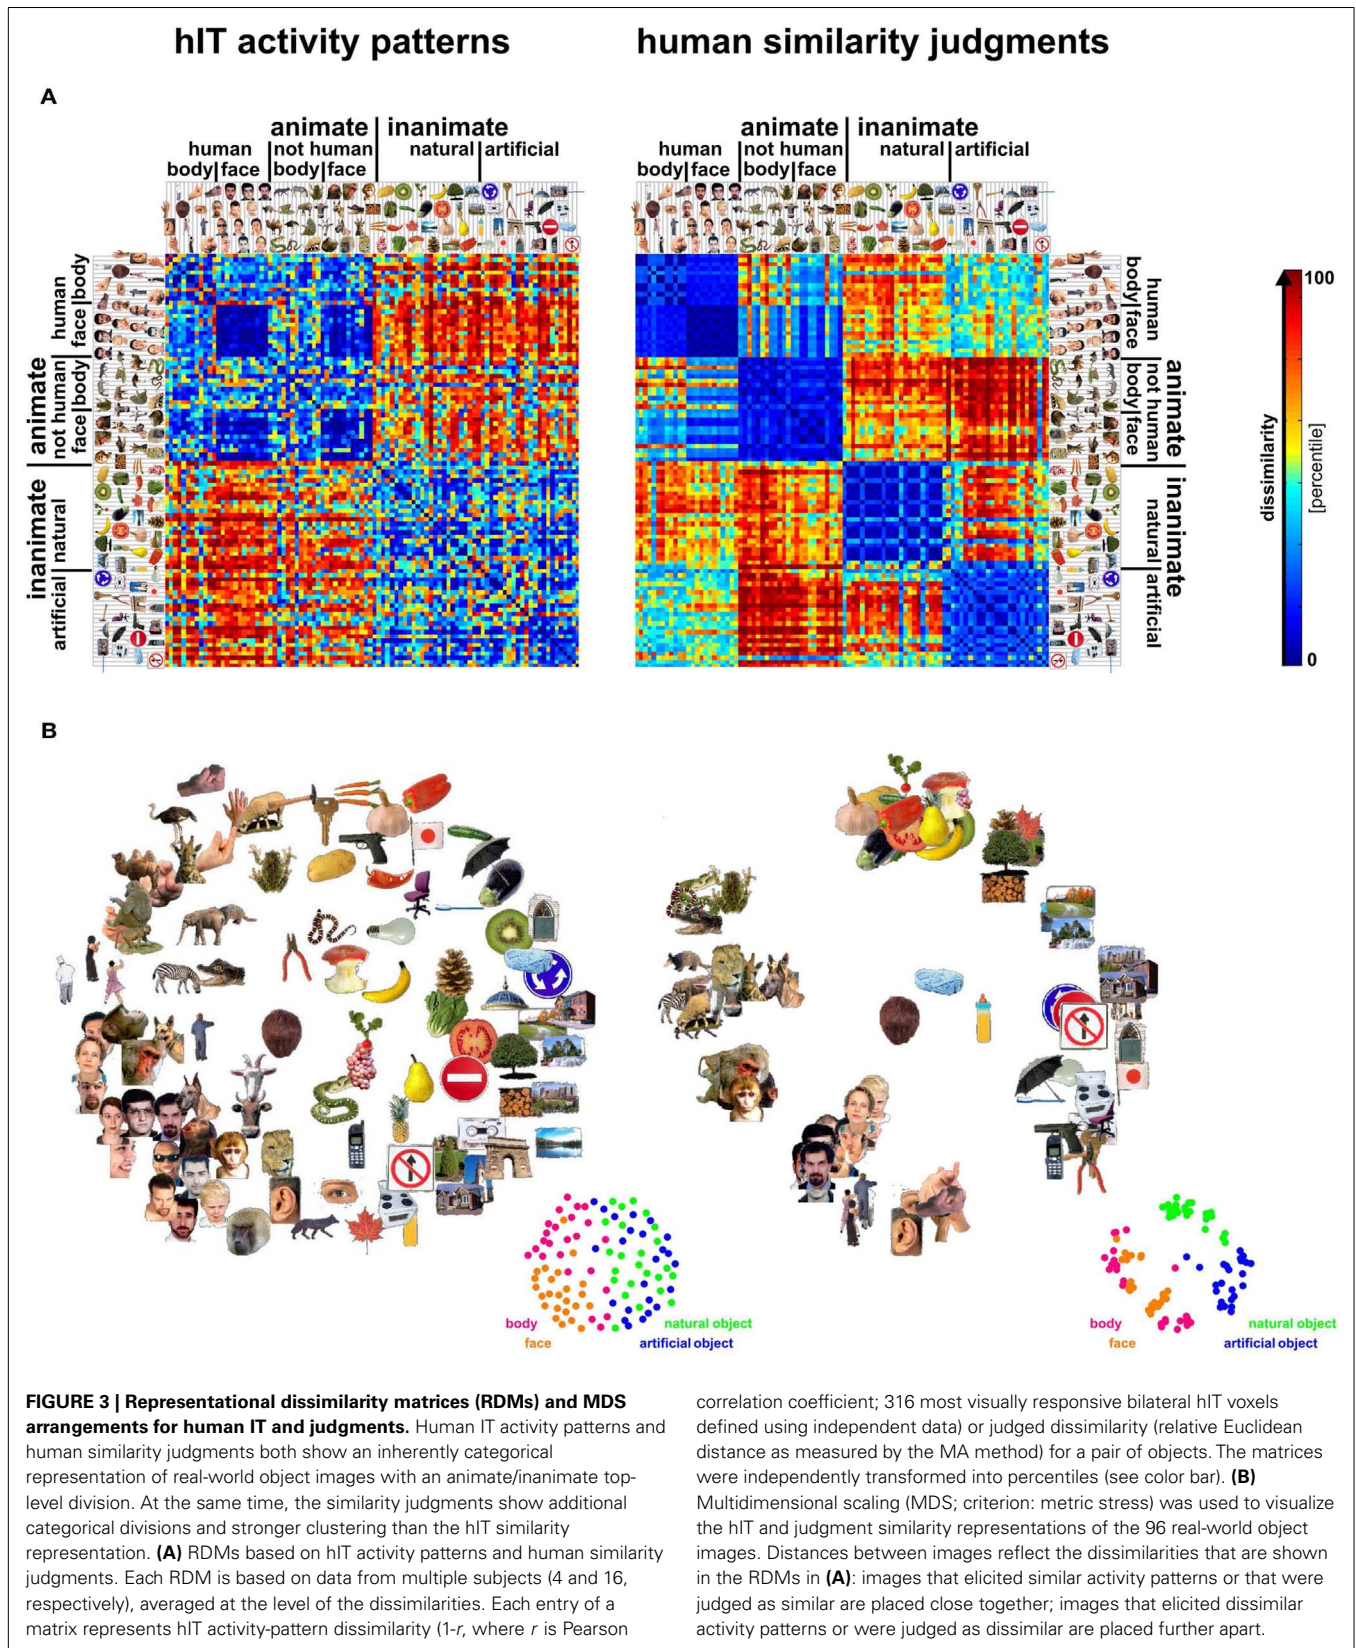 hIT activity patterns
human similarity judgments
A
animate inanimate
human not human natural artificial
body face body face
animate inanimate
human not human natural artificial
body face body face
animate inanimate
human not human natural artificial
body face body face
human not human natural artificial
body face body face
animate inanimate
100
dissimilarity
[percentile]
0
B
body natural object
face artificial object
body natural object
face artificial object
FIGURE 3 | Representational dissimilarity matrices (RDMs) and MDS
arrangements for human IT and judgments. Human IT activity patterns and
human similarity judgments both show an inherently categorical
representation of real-world object images with an animate/inanimate top-
level division. At the same time, the similarity judgments show additional
categorical divisions and stronger clustering than the hIT similarity
representation. (A) RDMs based on hIT activity patterns and human similarity
judgments. Each RDM is based on data from multiple subjects (4 and 16,
respectively), averaged at the level of the dissimilarities. Each entry of a
matrix represents hIT activity-pattern dissimilarity (1-r, where r is Pearson
correlation coefficient; 316 most visually responsive bilateral hIT voxels
defined using independent data) or judged dissimilarity (relative Euclidean
distance as measured by the MA method) for a pair of objects. The matrices
were independently transformed into percentiles (see color bar). (B)
Multidimensional scaling (MDS; criterion: metric stress) was used to visualize
the hIT and judgment similarity representations of the 96 real-world object
images. Distances between images reflect the dissimilarities that are shown
in the RDMs in (A): images that elicited similar activity patterns or that were
judged as similar are placed close together; images that elicited dissimilar
activity patterns or were judged as dissimilar are placed further apart.